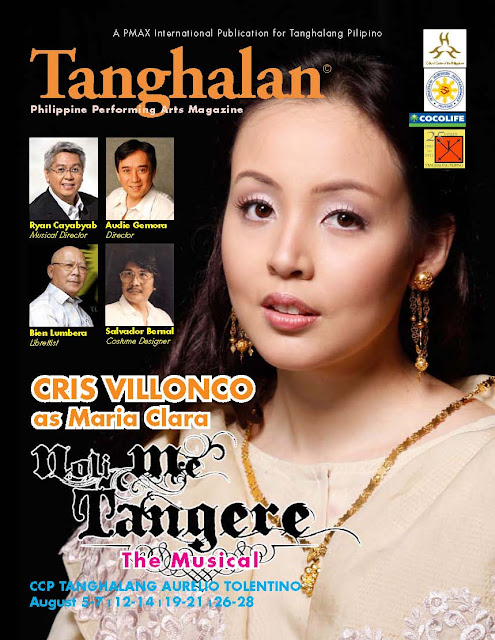 A PMAX International Publication for Tanghalang Pilipino
Tanghalan©
Philippine Performing Arts Magazine
COCOLIFE
Ryan Cayabyab
Musical Director
Audie Gemora
Director
Bien Lumbera
Librettist
Salvador Bernal
Costume Designer
CRIS VILLONCO
as Maria Clara
Noli Me
Tangere
The Musical
CCP TANGHALANG AURELIO TOLENTINO
August 5-7 | 12-14 | 19-21 | 26-28